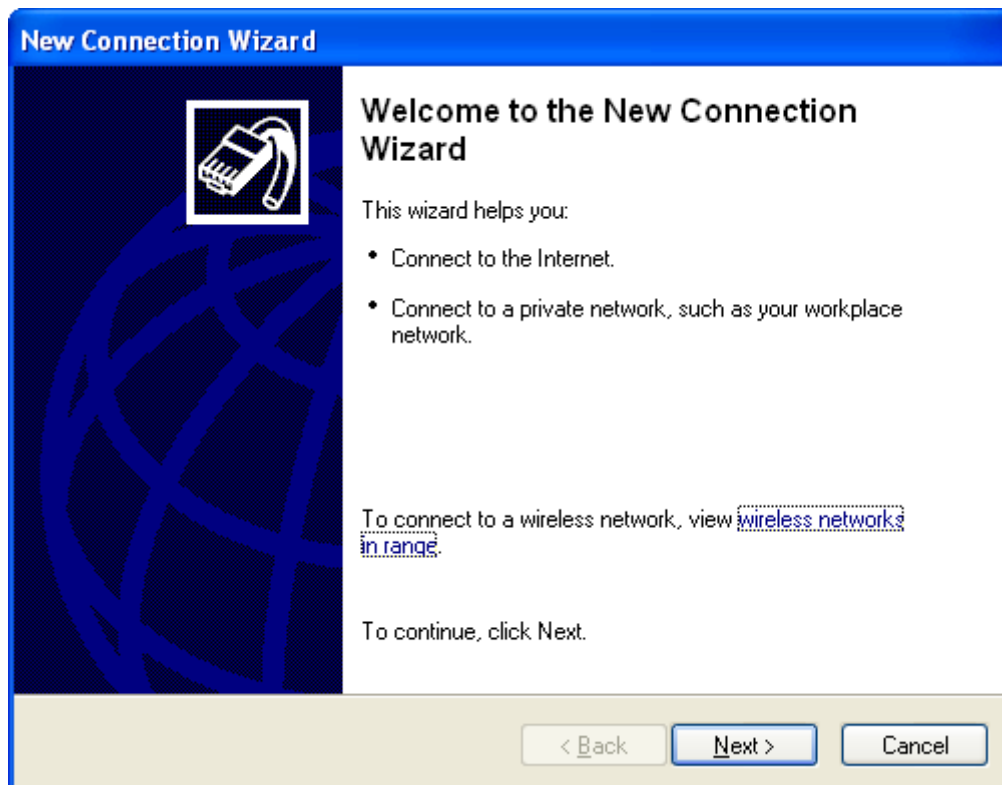 New Connection Wizard
Welcome to the New Connection
Wizard
This wizard helps you:
• Connect to the Internet.
• Connect to a private network, such as your workplace
network.
To connect to a wireless network, view wireless networks
in range.
To continue, click Next.
< Back
Next >
Cancel